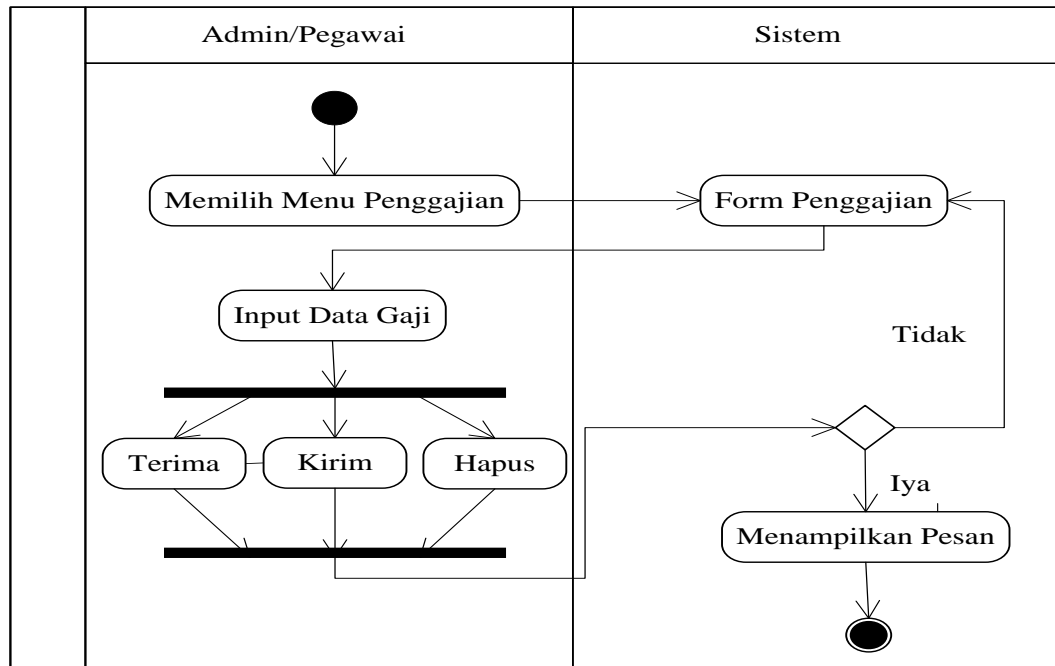 Admin/Pegawai
Sistem
Memilih Menu Penggajian
Form Penggajian
Input Data Gaji
Tidak
Terima
Kirim
Hapus
Iya
Menampilkan Pesan